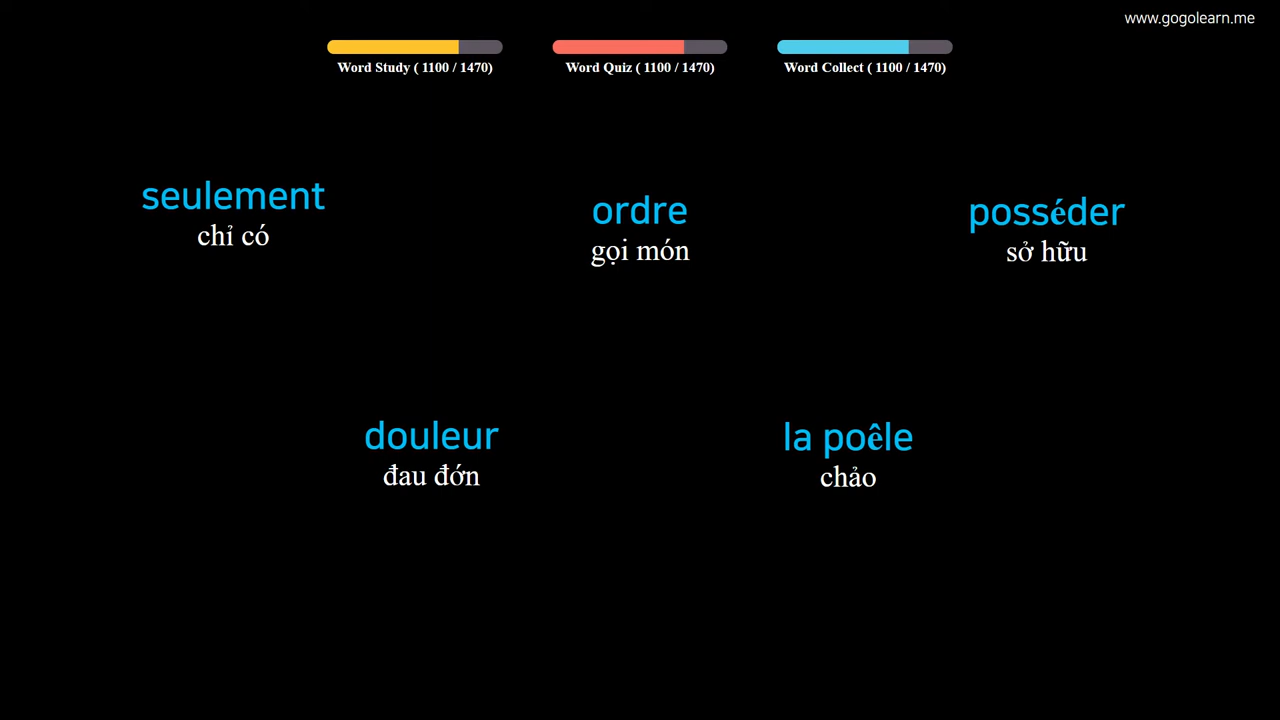 www.gogolearn.me
Word Study ( 1100 / 1470)
Word Quiz ( 1100 / 1470)
Word Collect ( 1100 / 1470)
seulement
chỉ có
ordre
gọi món
posséder
sở hữu
douleur
đau đớn
la poêle
chảo